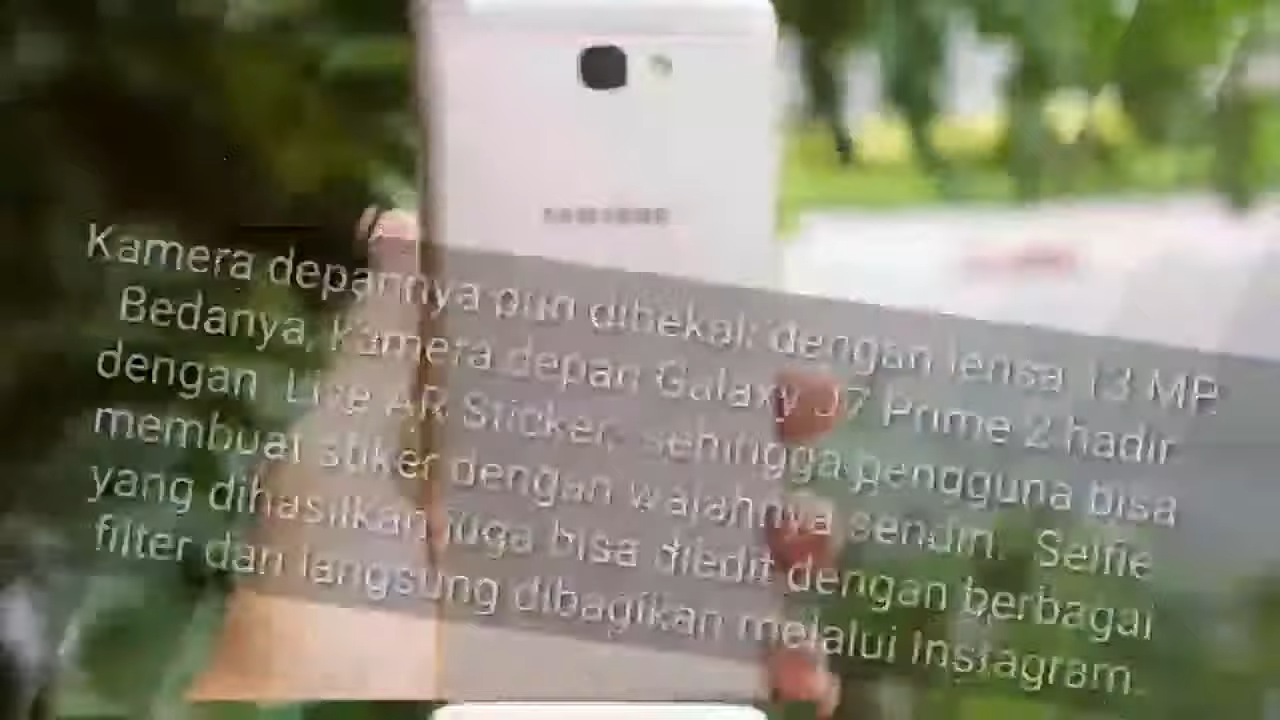 SAMSUNG
Kamera depannya pun dibekali dengan lensa 13 MP
Bedanya, Kamera depan Galaxy J7 Prime 2 hadir
dengan Live AR Sticker, sehingga pengguna bisa
membuat stiker dengan wajahnya sendiri. Selfie
yang dihasilkan juga bisa diedit dengan berbagai
filter dan langsung dibagikan melalui Instagram.